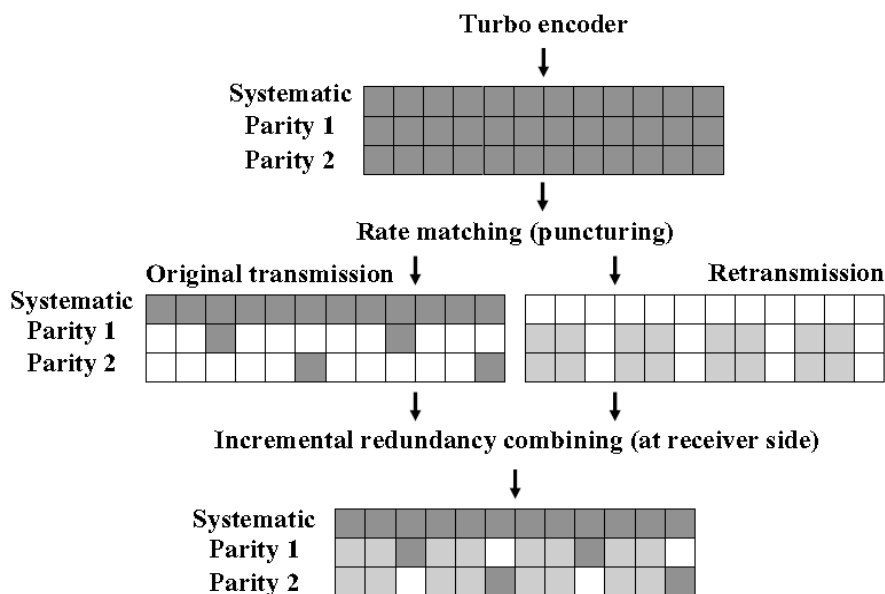 Turbo encoder
Systematic
Parity 1
Parity 2
Rate matching (puncturing)
Original transmission
Retransmission
Systematic
Parity 1
Parity 2
Incremental redundancy combining (at receiver side)
Systematic
Parity 1
Parity 2